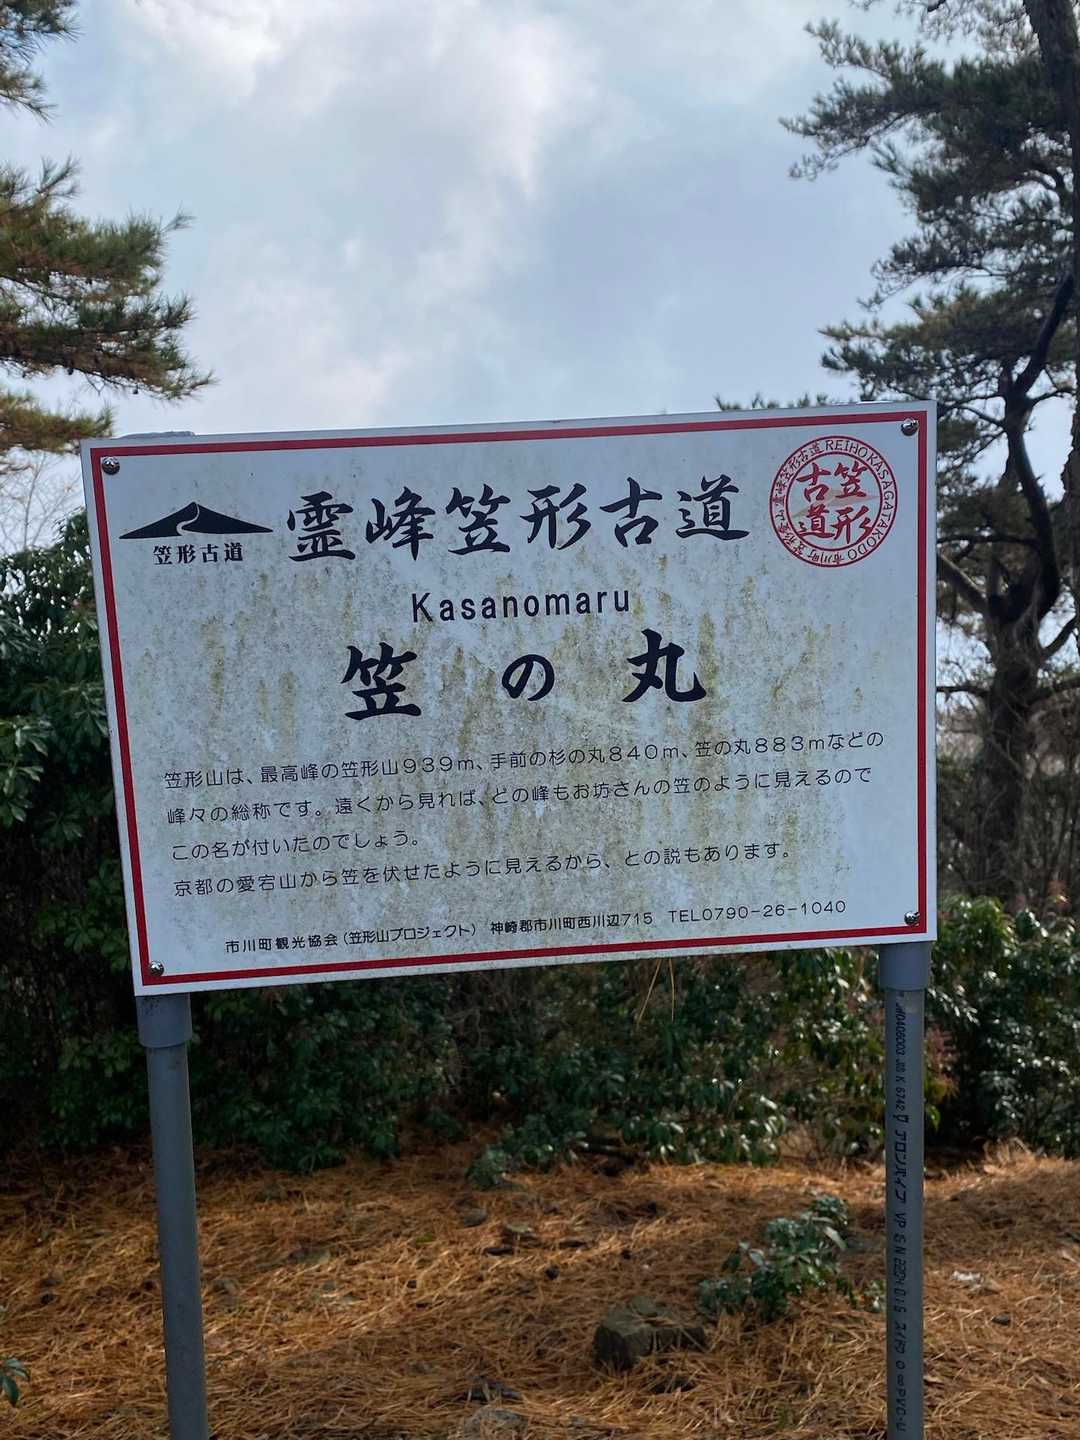 霊峰笠形古道
笠形古道
REIHOKASAGATAKODO
笠形
古道
Kasanomaru
笠の丸
笠形山は、最高峰の笠形山939m、手前の杉の丸840m、笠の丸883mなどの
峰々の総称です。遠くから見れば、どの峰もお坊さんの笠のように見えるので
この名が付いたのでしょう。
京都の愛宕山から笠を伏せたように見えるから、との説もあります。
市川町観光協会(笠形山プロジェクト) 神崎郡市川町西川辺715 TEL0790-26-1040
アロンパイプ VP